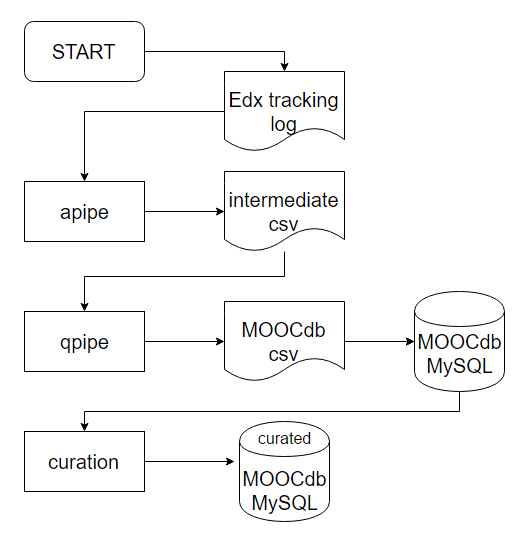 START
Edx tracking
log
apipe
intermediate
csv
qpipe
MOOCdb
csv
MOOCdb
MySQL
curation
curated
MOOCdb
MySQL